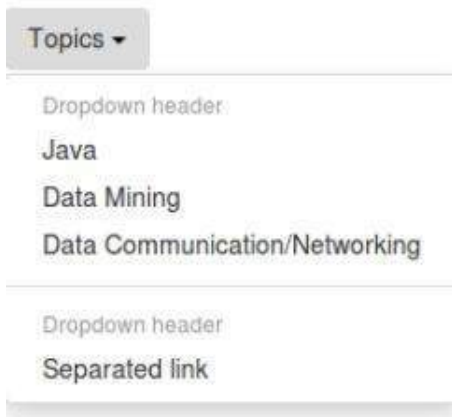 Topics
Dropdown header
Java
Data Mining
Data Communication/Networking
Dropdown header
Separated link